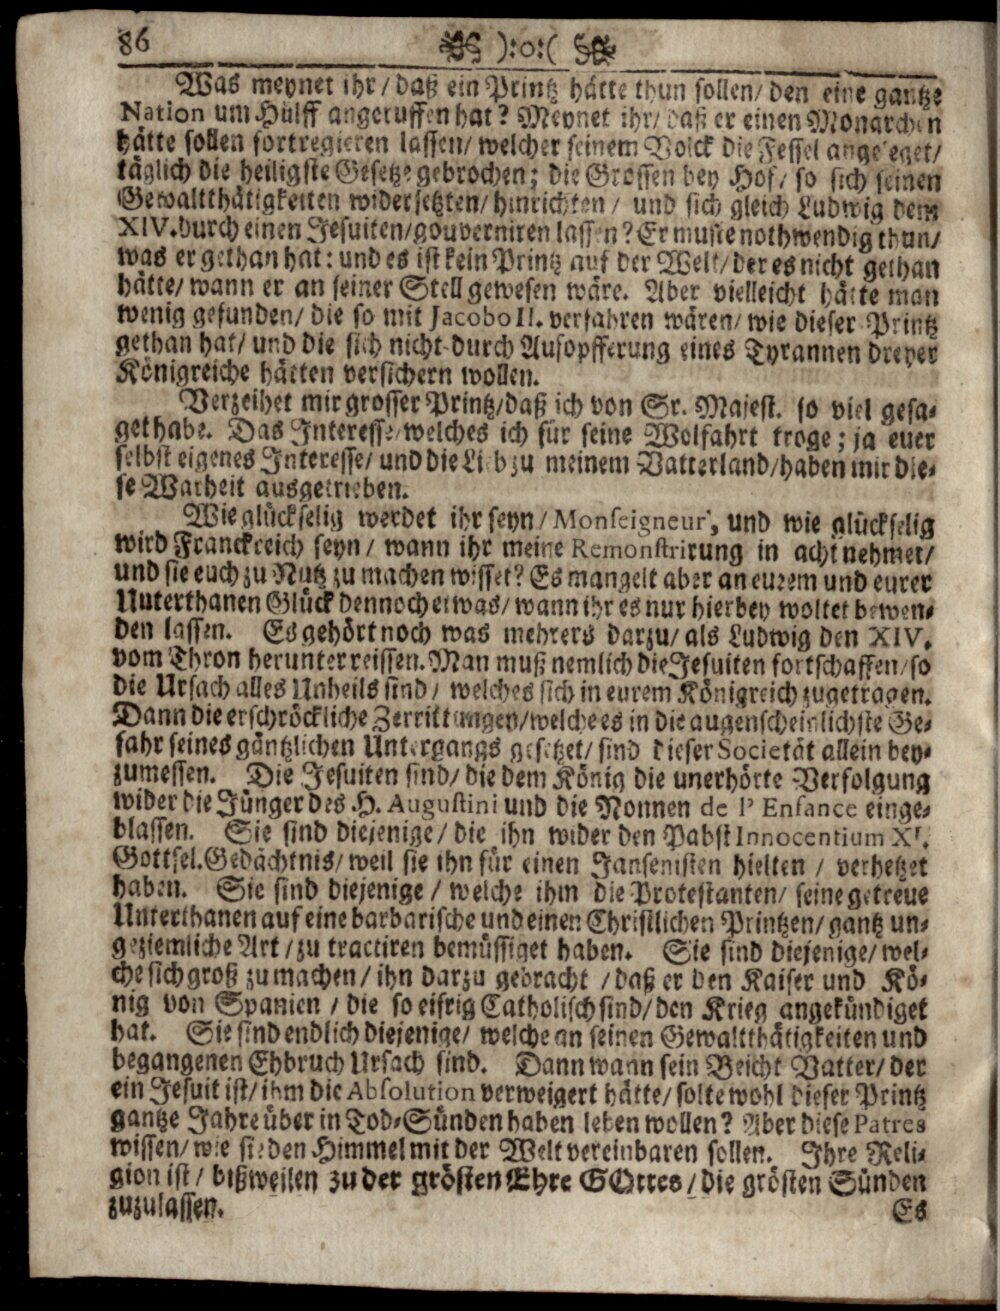 86 ):o:(
Was meynet ihr/ daß ein Printz hätte thun sollen/ den eine gantze
Nation um Hülff angeruffen hat? Meynet ihr/ daß er einen Monarchen
hätte sollen fortregieren lassen/ welcher seinem Volck die Fessel angeleget/
täglich die heiligste Gesetze gebrochen; die Grossen bey Hof/ so sich seinen
Gewaltthätigkeiten widersetzten/ hinrichten/ und sich gleich Ludwig dem
XIV. durch einen Jesuiten/ gouverniren lassen? Er muste nothwendig thun/
was er gethan hat: und es ist kein Printz auf der Welt/ der es nicht gethan
hätte/ wann er an seiner Stell gewesen wäre. Aber vielleicht hätte man
wenig gefunden/ die so mit Jacobo II. verfahren wären/ wie dieser Printz
gethan hat/ und die sich nicht durch Aufopfferung eines Tyrannen dreyer
Königreiche hätten versichern wollen.
Verzeihet mir grosser Printz/ daß ich von Sr. Majest. so viel gesa-
get habe. Das Interesse/ welches ich für seine Wolfahrt trage; ja euer
selbst eigenes Interesse/ und die Lieb zu meinem Vatterland/ haben mir die-
se Warheit ausgetrieben.
Wie glückselig werdet ihr seyn/ Monseigneur, und wie glückselig
wird Franckreich seyn/ wann ihr meine Remonstrirung in acht nehmet/
und sie euch zu Nutz zu machen wisset? Es mangelt aber an eurem und eurer
Unterthanen Glück dennoch etwas/ wann ihr es nur hierbey woltet bewen-
den lassen. Es gehört noch was mehrers darzu/ als Ludwig den XIV.
vom Thron herunter reissen. Man muß nemlich die Jesuiten fortschaffen/ so
die Ursach alles Unheils sind/ welches sich in eurem Königreich zugetragen.
Dann die erschröckliche Zerrittungen/ welche es in die augenscheinlichste Ge-
fahr seines gäntzlichen Untergangs gesetzet/ sind dieser Societät allein bey-
zumessen. Die Jesuiten sind/ die dem König die unerhörte Verfolgung
wider die Jünger des H. Augustini und die Nonnen de l' Enfance einge-
blassen. Sie sind diejenige/ die ihn wider den Pabst Innocentium XI.
Gottsel. Gedächtnis/ weil sie ihn für einen Jansenisten hielten / verhetzet
haben. Sie sind diejenige / welche ihm die Protestanten/ seine getreue
Unterthanen auf eine barbarische und einen Christlichen Printzen/ gantz un-
geziemliche Art/ zu tractiren bemüssiget haben. Sie sind diejenige/ wel-
che sich groß zu machen/ ihn darzu gebracht / daß er den Kaiser und Kö-
nig von Spanien / die so eifrig Catholisch sind/ den Krieg angekündiget
hat. Sie sind endlich diejenige/ welche an seinen Gewaltthätigkeiten und
begangenen Ehbruch Ursach sind. Dann wann sein Beicht Vatter/ der
ein Jesuit ist/ ihm die Absolution verweigert hätte/ solte wohl dieser Printz
gantze Jahre über in Tod-Sünden haben leben wollen? Aber diese Patres
wissen/ wie sie den Himmel mit der Welt vereinbaren sollen. Ihre Reli-
gion ist/ bißweilen zu der grösten Ehre GOttes/ die grösten Sünden
zuzulassen. Es